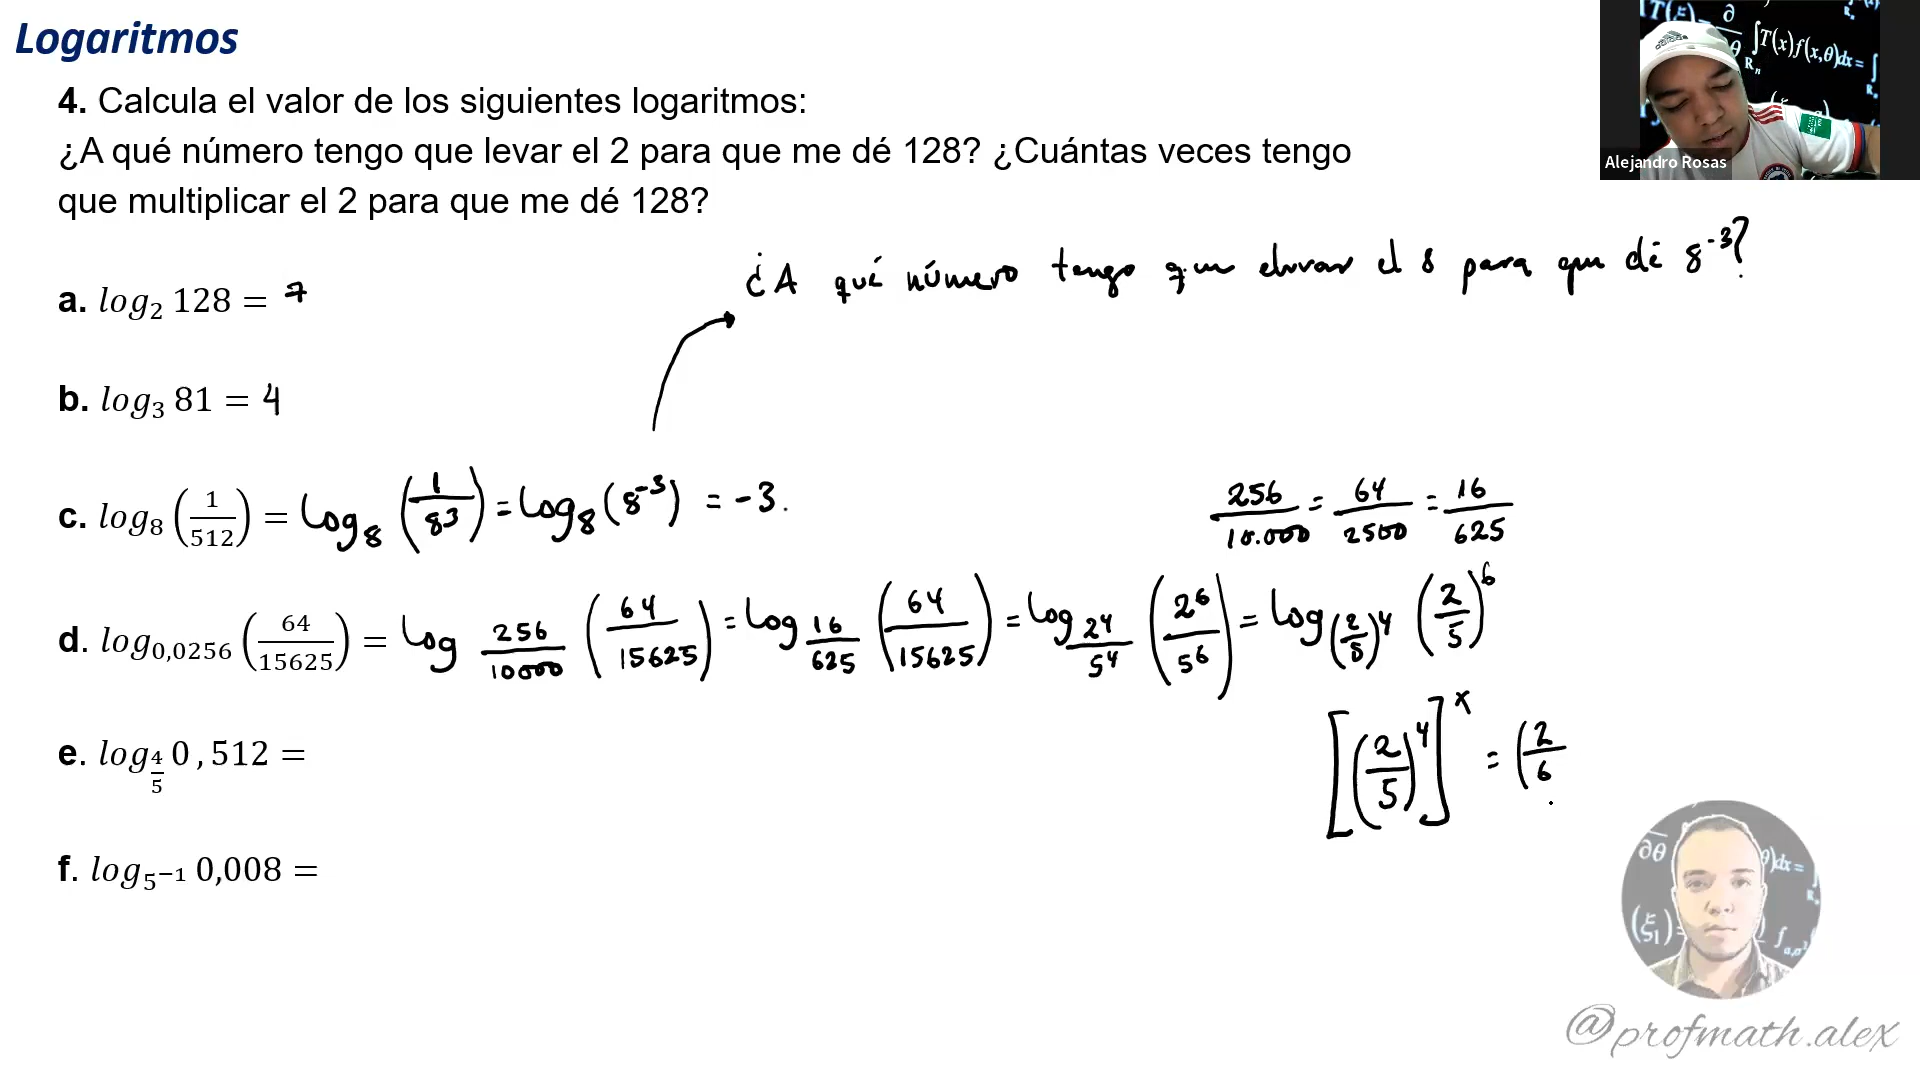 Logaritmos
4. Calcula el valor de los siguientes logaritmos:
¿A qué número tengo que levar el 2 para que me dé 128? ¿Cuántas veces tengo
que multiplicar el 2 para que me dé 128?
Alejandro Rosas
¿A qué número tengo que elevar el 8 para que dé 8⁻³?
a. log₂ 128 = 7
b. log₃ 81 = 4
c. log₈ (1/512) = log₈ (1/8³) = log₈ (8⁻³) = -3.
256/10.000 = 64/2500 = 16/625
d. log₀,₀₂₅₆ (64/15625) = log 256/10000 (64/15625) = log 16/625 (64/15625) = log 2⁴/5⁴ (2⁶/5⁶) = log (2/5)⁴ (2/5)⁶
[(2/5)⁴]ˣ = (2/6
e. log 4/5 0,512 =
f. log₅₋₁ 0,008 =
@profmath.alex